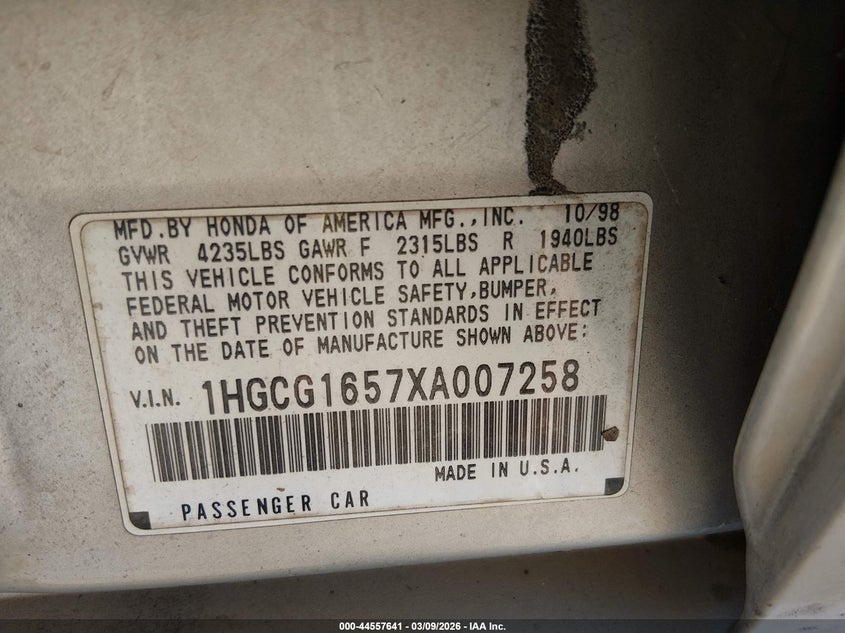 MFD.BY HONDA OF AMERICA MFG.,INC. 10/98
GVWR 4235LBS GAWR F 2315LBS R 1940LBS
THIS VEHICLE CONFORMS TO ALL APPLICABLE
FEDERAL MOTOR VEHICLE SAFETY,BUMPER,
AND THEFT PREVENTION STANDARDS IN EFFECT
ON THE DATE OF MANUFACTURE SHOWN ABOVE:
V.I.N. 1HGCG1657XA007258
MADE IN U.S.A.
PASSENGER CAR
000-44557641 - 03/09/2026 - IAA Inc.